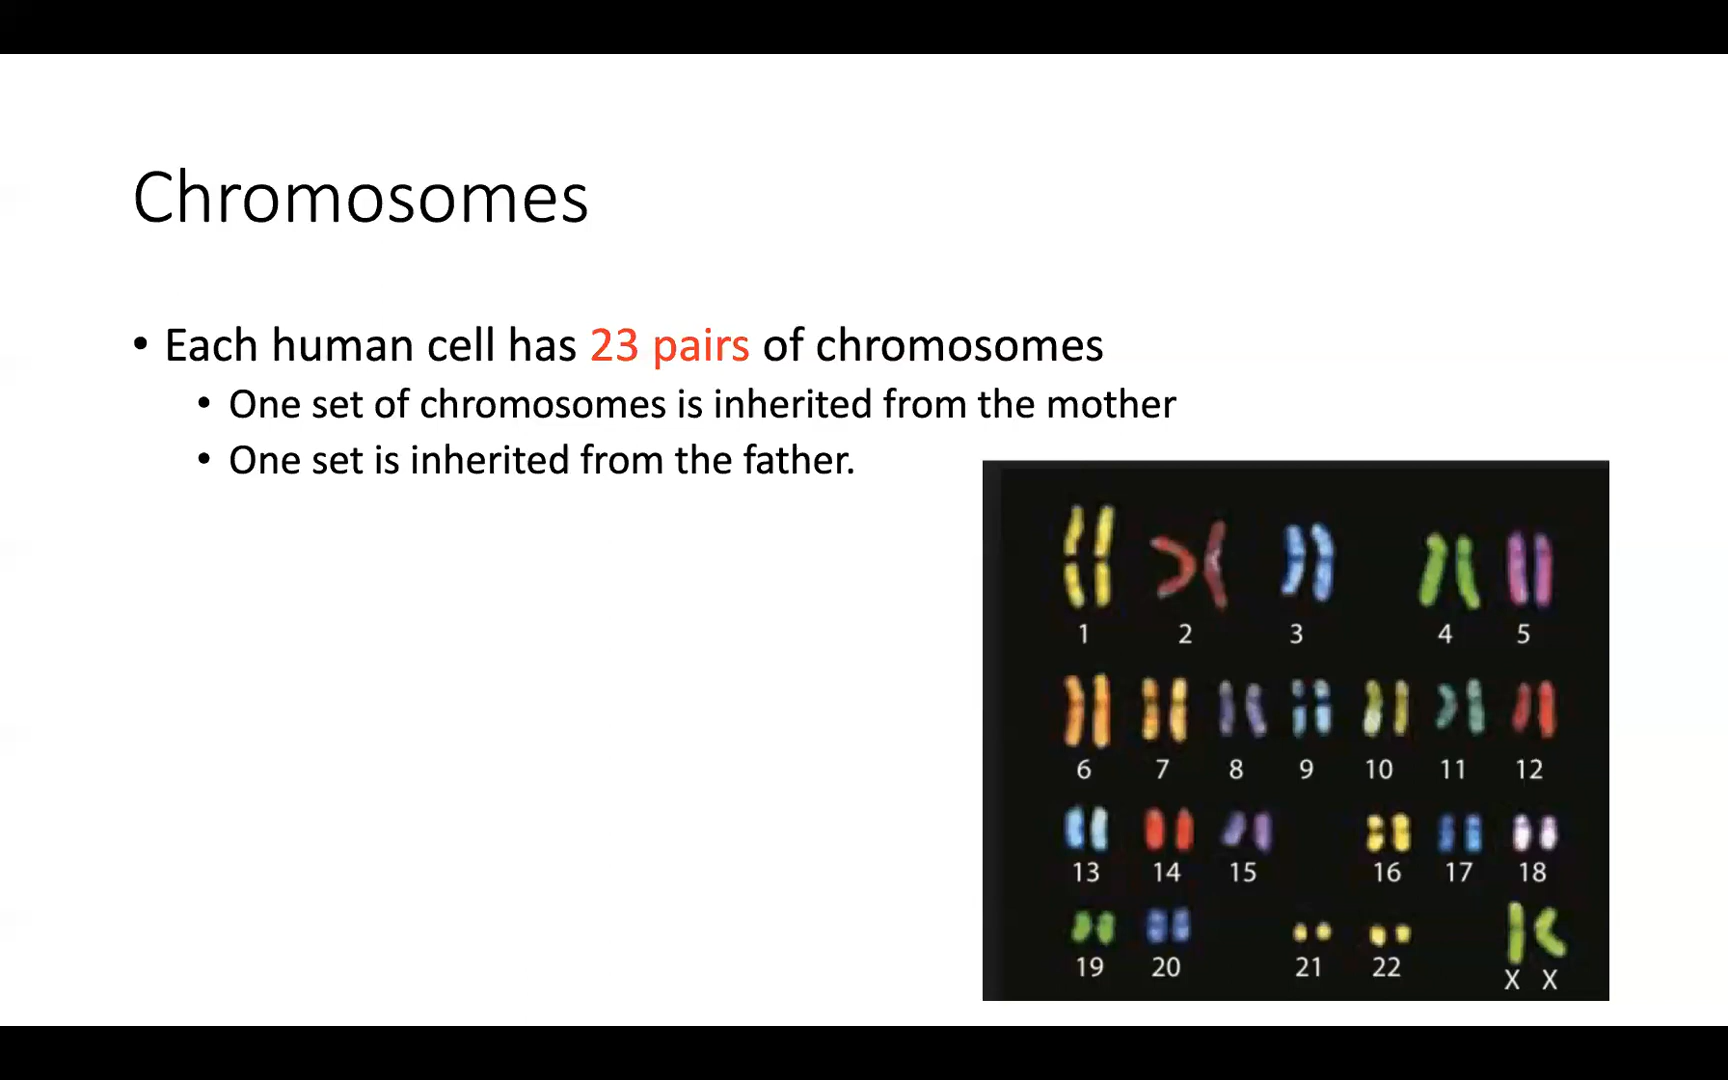 Chromosomes
• Each human cell has 23 pairs of chromosomes
• One set of chromosomes is inherited from the mother
• One set is inherited from the father.
1 2 3 4 5
6 7 8 9 10 11 12
13 14 15 16 17 18
19 20 21 22 X X